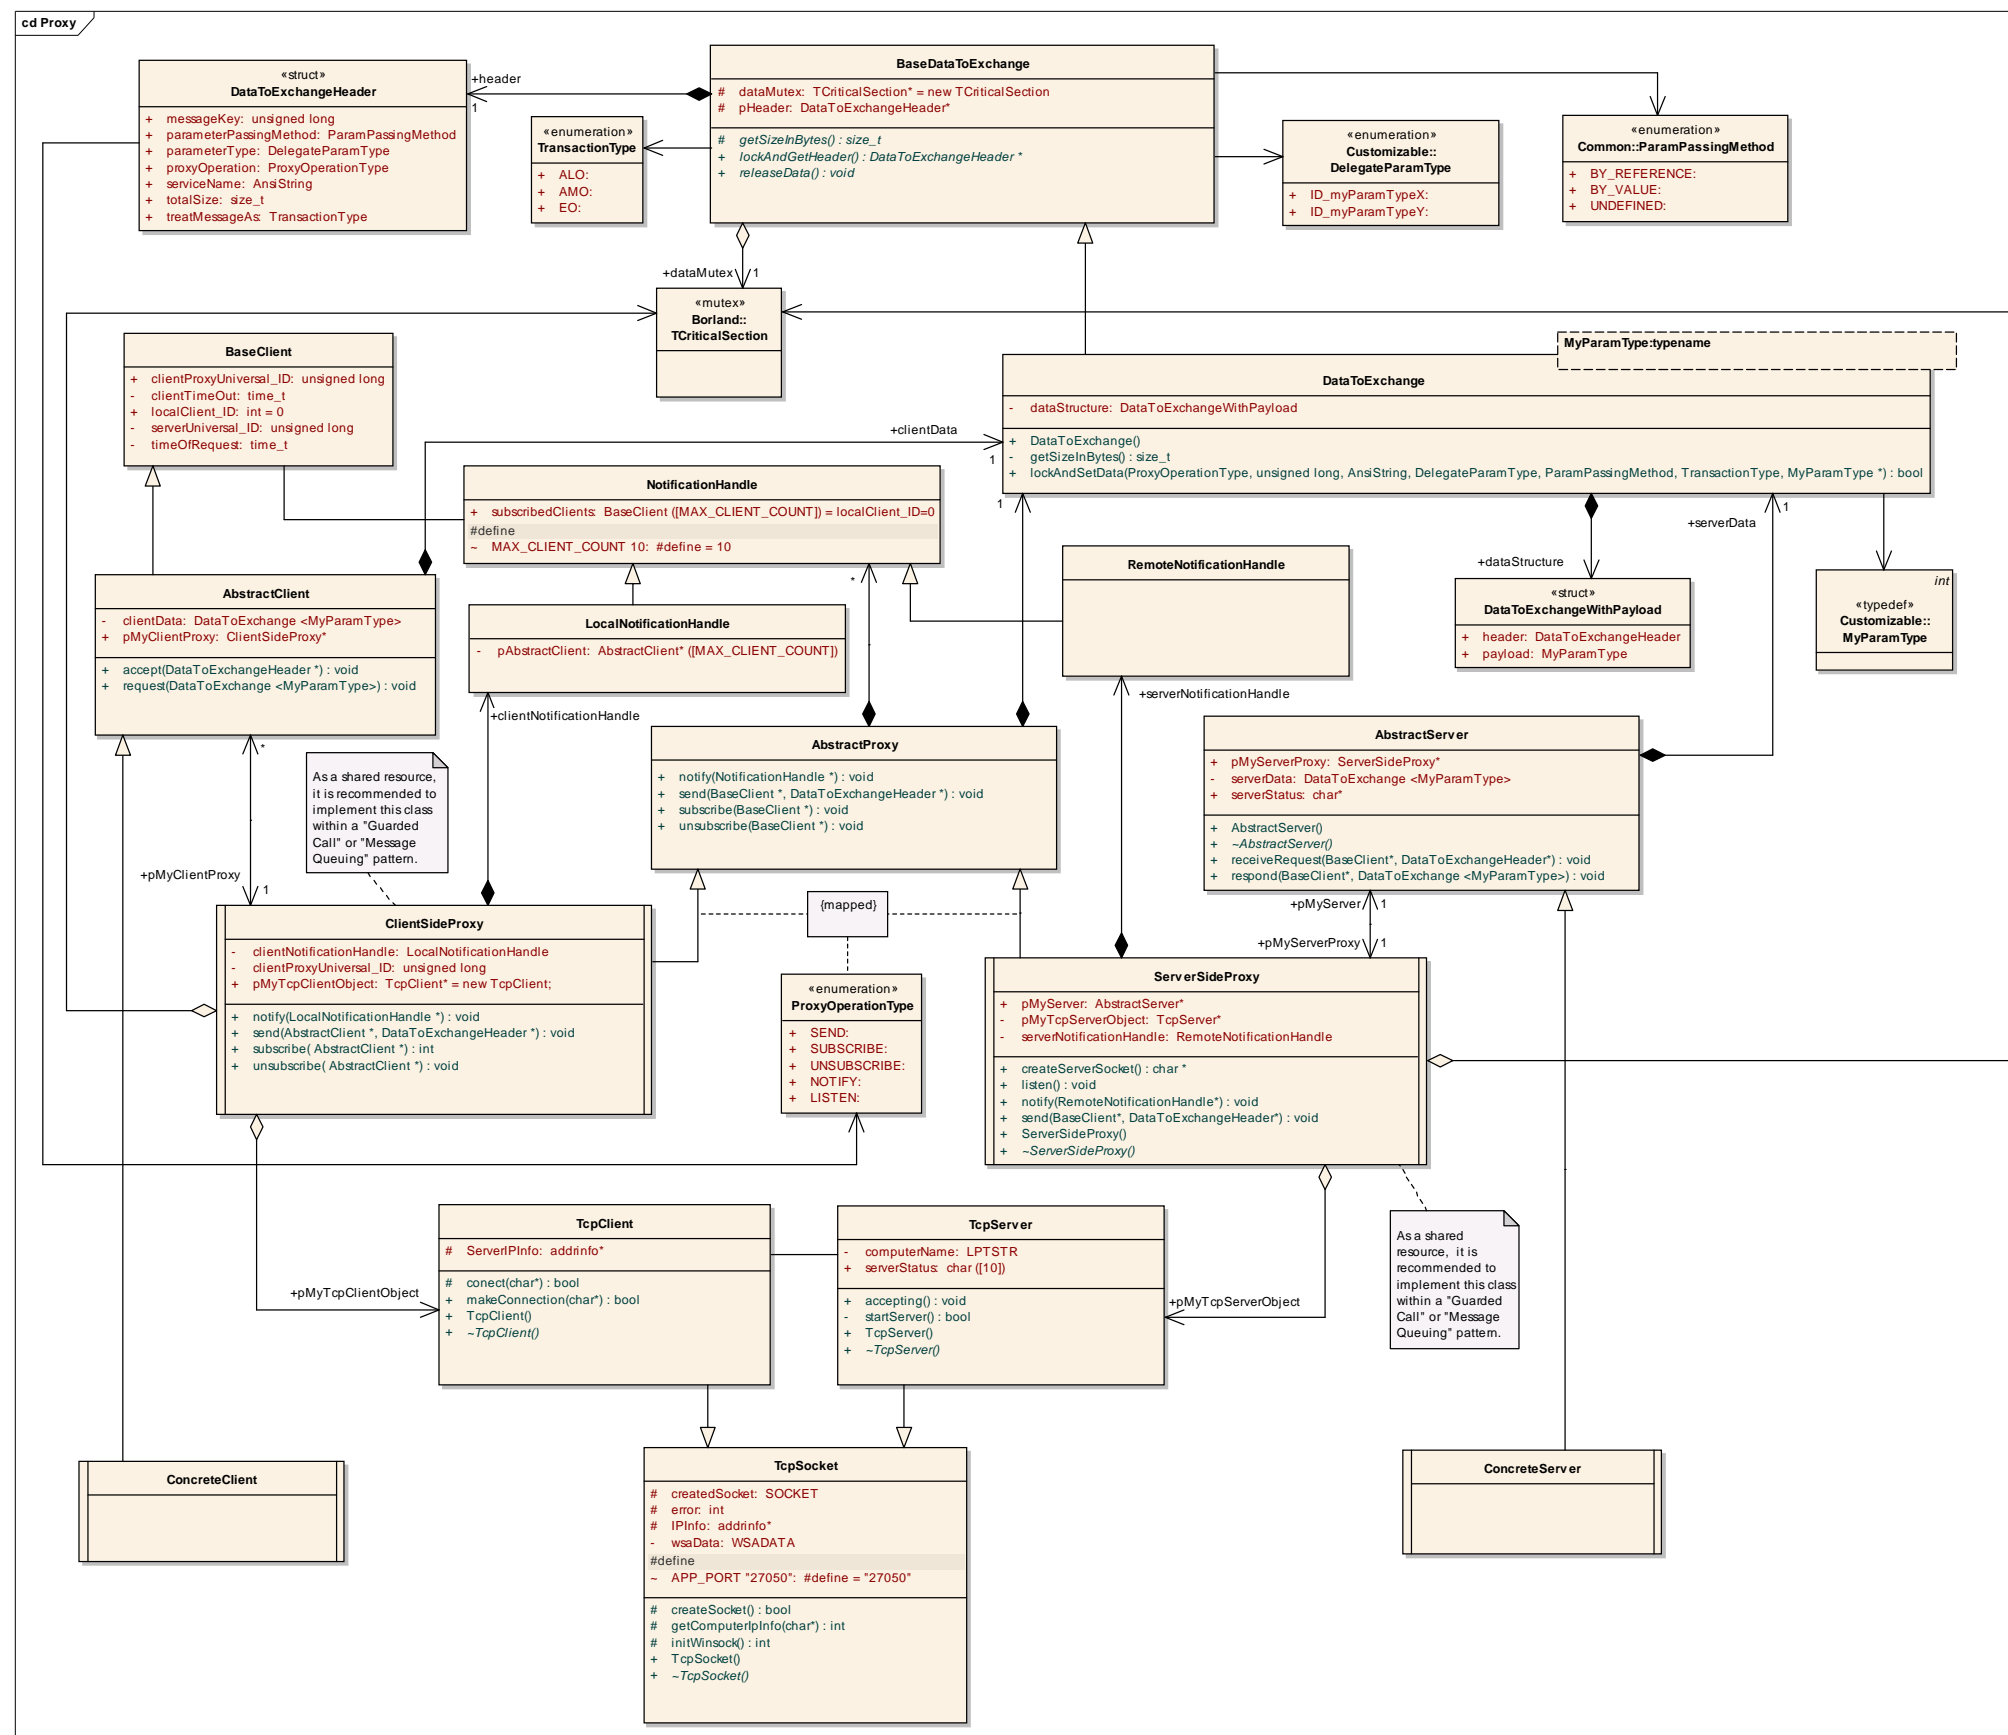 cd Proxy
«struct»
DataToExchangeHeader
+ messageKey: unsigned long
+ parameterPassingMethod: ParamPassingMethod
+ parameterType: DelegateParamType
+ proxyOperation: ProxyOperationType
+ serviceName: AnsiString
+ totalSize: size_t
+ treatMessageAs: TransactionType
+header
1
«enumeration»
TransactionType
+ ALO:
+ AMO:
+ EO:
BaseDataToExchange
# dataMutex: TCriticalSection* = new TCriticalSection
# pHeader: DataToExchangeHeader*
# getSizeInBytes() : size_t
+ lockAndGetHeader() : DataToExchangeHeader *
+ releaseData() : void
«enumeration»
Customizable::
DelegateParamType
+ ID_myParamTypeX:
+ ID_myParamTypeY:
«enumeration»
Common::ParamPassingMethod
+ BY_REFERENCE:
+ BY_VALUE:
+ UNDEFINED:
+dataMutex
1
«mutex»
Borland::
TCriticalSection
BaseClient
+ clientProxyUniversal_ID: unsigned long
- clientTimeOut: time_t
+ localClient_ID: int = 0
- serverUniversal_ID: unsigned long
- timeOfRequest: time_t
MyParamType:typename
DataToExchange
- dataStructure: DataToExchangeWithPayload
+ DataToExchange()
- getSizeInBytes() : size_t
+ lockAndSetData(ProxyOperationType, unsigned long, AnsiString, DelegateParamType, ParamPassingMethod, TransactionType, MyParamType *) : bool
+clientData
1
NotificationHandle
+ subscribedClients: BaseClient ([MAX_CLIENT_COUNT]) = localClient_ID=0
#define
~ MAX_CLIENT_COUNT 10: #define = 10
1
+serverData
1
*
RemoteNotificationHandle
+dataStructure
«struct»
DataToExchangeWithPayload
+ header: DataToExchangeHeader
+ payload: MyParamType
int
«typedef»
Customizable::
MyParamType
AbstractClient
- clientData: DataToExchange <MyParamType>
+ pMyClientProxy: ClientSideProxy*
+ accept(DataToExchangeHeader *) : void
+ request(DataToExchange <MyParamType>) : void
LocalNotificationHandle
- pAbstractClient: AbstractClient* ([MAX_CLIENT_COUNT])
+clientNotificationHandle
+serverNotificationHandle
*
As a shared resource,
it is recommended to
implement this class
within a "Guarded
Call" or "Message
Queuing" pattern.
+pMyClientProxy
1
AbstractProxy
+ notify(NotificationHandle *) : void
+ send(BaseClient *, DataToExchangeHeader *) : void
+ subscribe(BaseClient *) : void
+ unsubscribe(BaseClient *) : void
AbstractServer
+ pMyServerProxy: ServerSideProxy*
- serverData: DataToExchange <MyParamType>
+ serverStatus: char*
+ AbstractServer()
+ ~AbstractServer()
+ receiveRequest(BaseClient*, DataToExchangeHeader*) : void
+ respond(BaseClient*, DataToExchange <MyParamType>) : void
+pMyServer
1
+pMyServerProxy
1
{mapped}
ClientSideProxy
- clientNotificationHandle: LocalNotificationHandle
- clientProxyUniversal_ID: unsigned long
+ pMyTcpClientObject: TcpClient* = new TcpClient;
+ notify(LocalNotificationHandle *) : void
+ send(AbstractClient *, DataToExchangeHeader *) : void
+ subscribe( AbstractClient *) : int
+ unsubscribe( AbstractClient *) : void
«enumeration»
ProxyOperationType
+ SEND:
+ SUBSCRIBE:
+ UNSUBSCRIBE:
+ NOTIFY:
+ LISTEN:
ServerSideProxy
+ pMyServer: AbstractServer*
- pMyTcpServerObject: TcpServer*
- serverNotificationHandle: RemoteNotificationHandle
+ createServerSocket() : char *
+ listen() : void
+ notify(RemoteNotificationHandle*) : void
+ send(BaseClient*, DataToExchangeHeader*) : void
+ ServerSideProxy()
+ ~ServerSideProxy()
+pMyTcpClientObject
TcpClient
# ServerIPInfo: addrinfo*
# conect(char*) : bool
+ makeConnection(char*) : bool
+ TcpClient()
+ ~TcpClient()
TcpServer
- computerName: LPTSTR
+ serverStatus: char ([10])
+ accepting() : void
- startServer() : bool
+ TcpServer()
+ ~TcpServer()
+pMyTcpServerObject
As a shared
resource, it is
recommended to
implement this class
within a "Guarded
Call" or "Message
Queuing" pattern.
ConcreteClient
TcpSocket
# createdSocket: SOCKET
# error: int
# IPInfo: addrinfo*
- wsaData: WSADATA
#define
~ APP_PORT "27050": #define = "27050"
# createSocket() : bool
# getComputerIpInfo(char*) : int
# initWinsock() : int
+ TcpSocket()
+ ~TcpSocket()
ConcreteServer